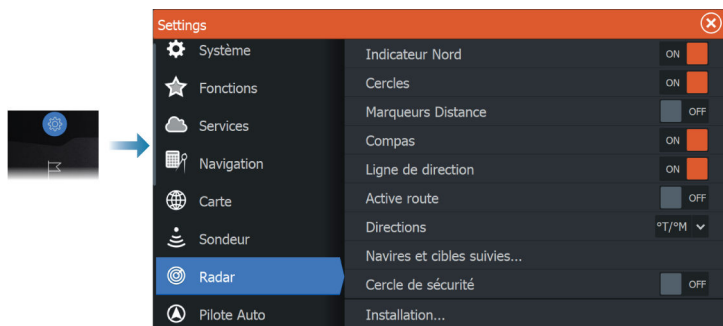 Settings
Système
Fonctions
Services
Navigation
Carte
Sondeur
Radar
Pilote Auto
Indicateur Nord ON
Cercles ON
Marqueurs Distance OFF
Compas ON
Ligne de direction ON
Active route OFF
Directions °T/°M
Navires et cibles suivies...
Cercle de sécurité OFF
Installation...